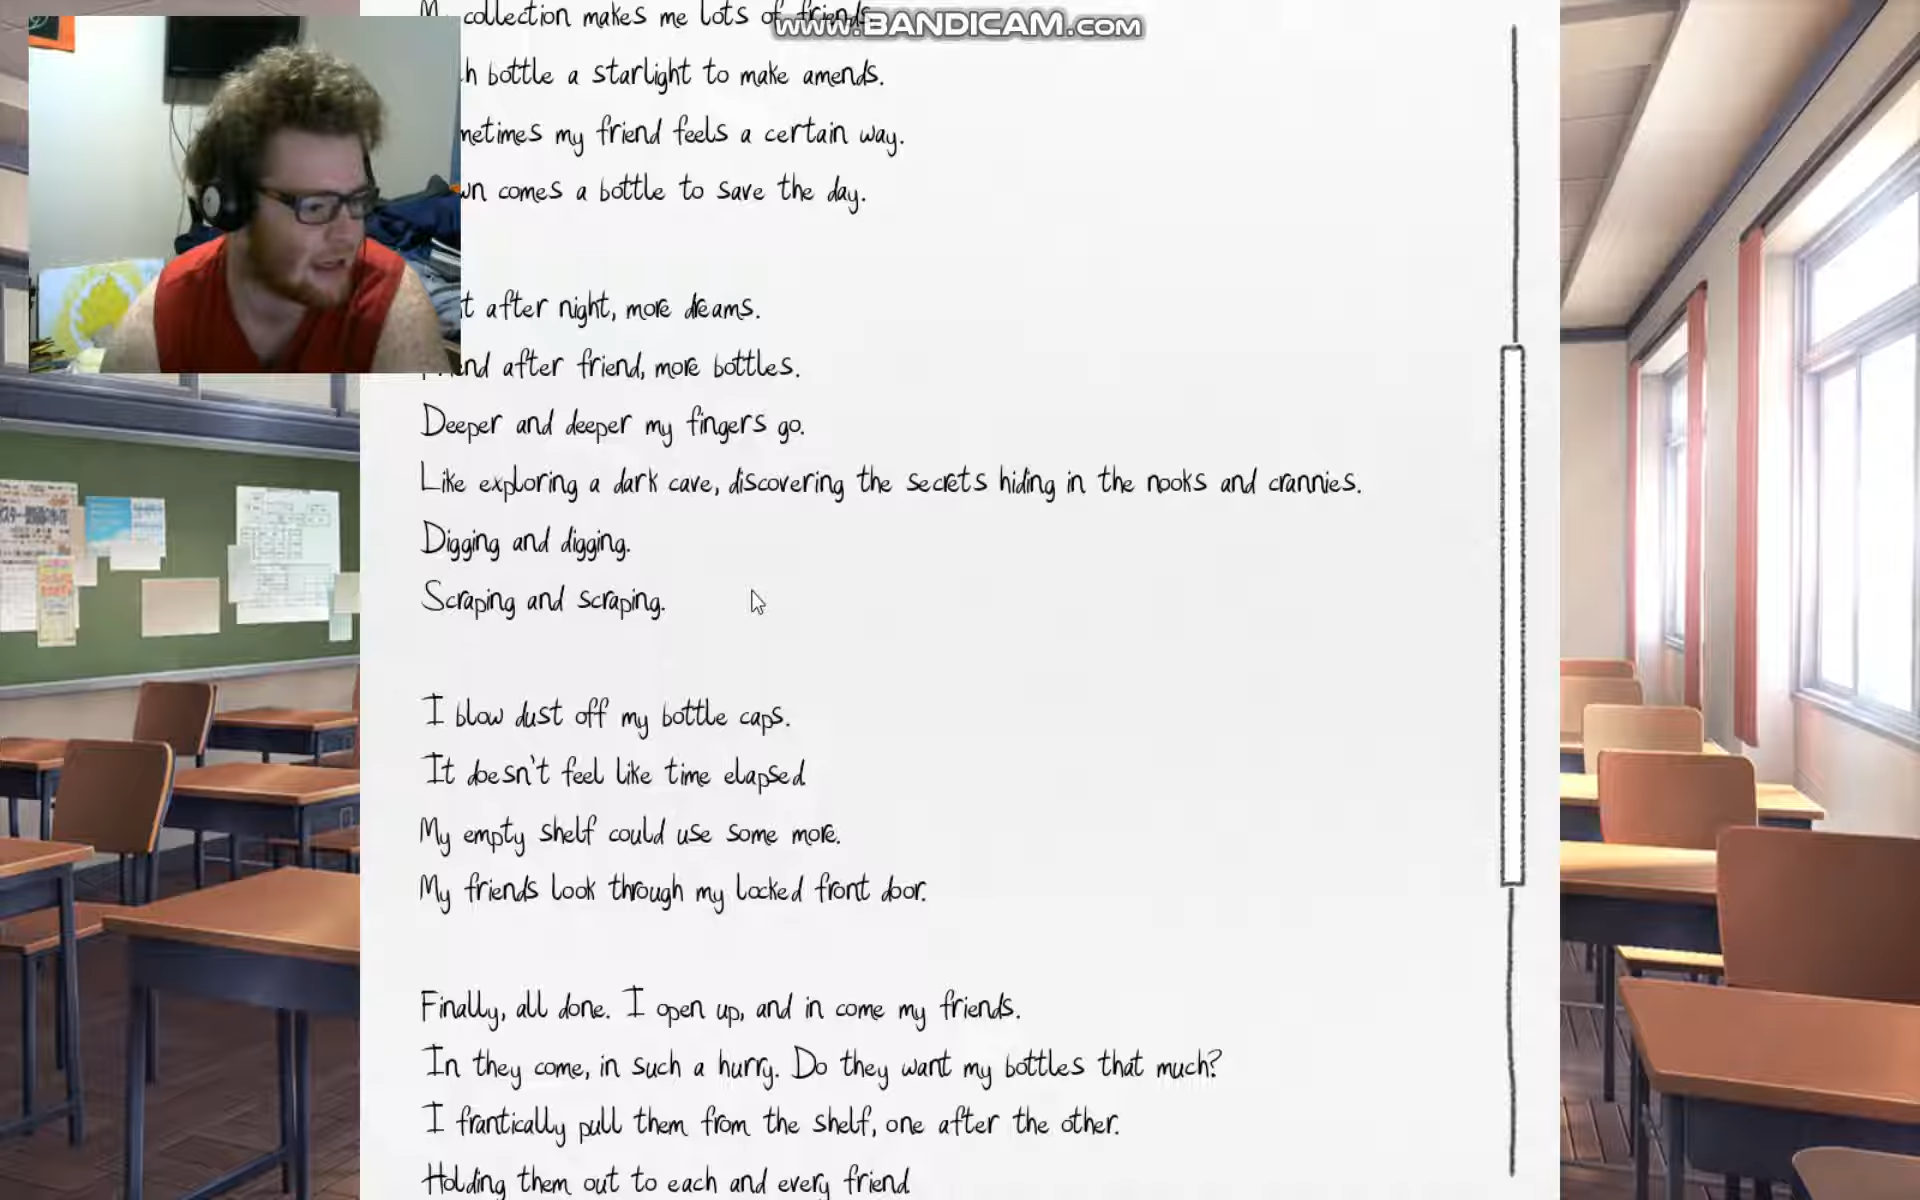 www.BANDICAM.com
collection makes me lots of friends
bottle a starlight to make amends.
my friend feels a certain way.
comes a bottle to save the day.
after night, more dreams.
after friend, more bottles.
Deeper and deeper my fingers go.
Like exploring a dark cave, discovering the secrets hiding in the nooks and crannies.
Digging and digging.
Scraping and scraping.
I blow dust off my bottle caps.
It doesn't feel like time elapsed
My empty shelf could use some more.
My friends look through my locked front door.
Finally, all done. I open up, and in come my friends.
In they come, in such a hurry. Do they want my bottles that much?
I frantically pull them from the shelf, one after the other.
Holding them out to each and every friend